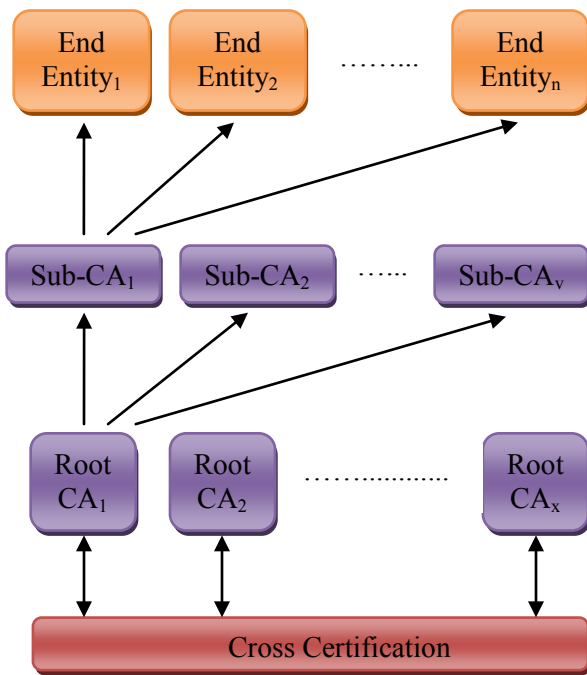 End
Entity₁
End
Entity₂
……...
End
Entityₙ
Sub-CA₁
Sub-CA₂
…...
Sub-CAᵥ
Root
CA₁
Root
CA₂
……...........
Root
CAₓ
Cross Certification